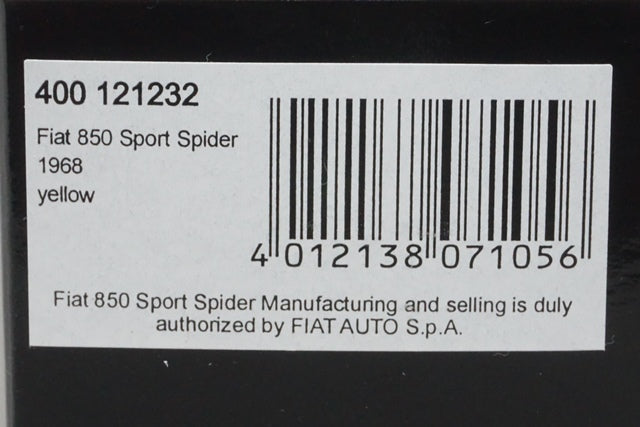 400 121232
Fiat 850 Sport Spider
1968
yellow
4 012138 071056
Fiat 850 Sport Spider Manufacturing and selling is duly
authorized by FIAT AUTO S.p.A.